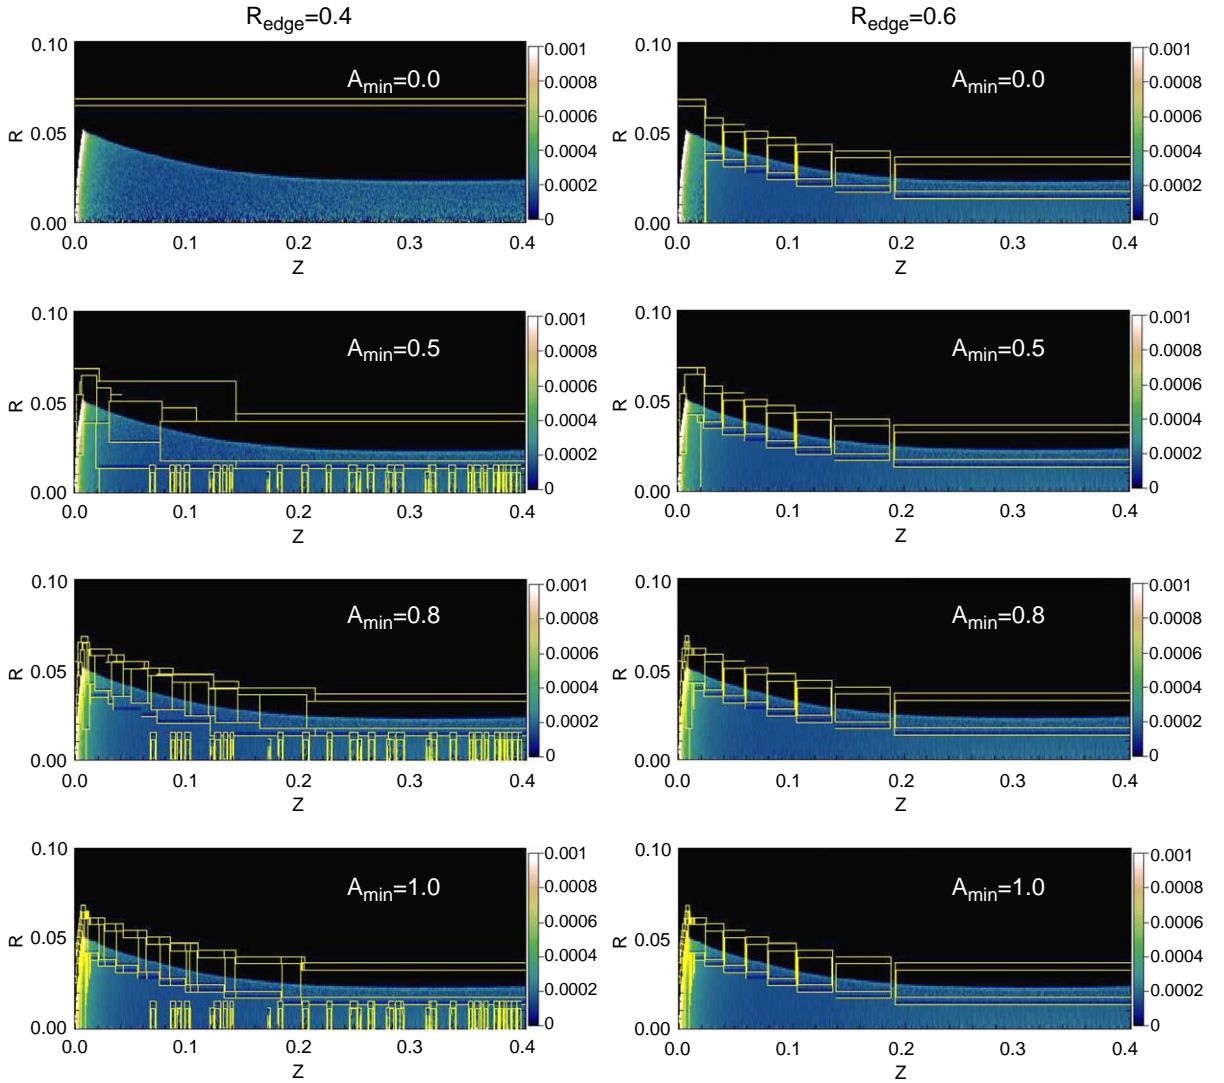 R_edge=0.4 R_edge=0.6
0.10 A_min=0.0 0.001 0.10 A_min=0.0 0.001
0.0008 0.0008
R 0.05 0.0006 R 0.05 0.0006
0.0004 0.0004
0.0002 0.0002
0.00 0 0.00 0
0.0 0.1 0.2 0.3 0.4 0.0 0.1 0.2 0.3 0.4
Z Z
0.10 A_min=0.5 0.001 0.10 A_min=0.5 0.001
0.0008 0.0008
R 0.05 0.0006 R 0.05 0.0006
0.0004 0.0004
0.0002 0.0002
0.00 0 0.00 0
0.0 0.1 0.2 0.3 0.4 0.0 0.1 0.2 0.3 0.4
Z Z
0.10 A_min=0.8 0.001 0.10 A_min=0.8 0.001
0.0008 0.0008
R 0.05 0.0006 R 0.05 0.0006
0.0004 0.0004
0.0002 0.0002
0.00 0 0.00 0
0.0 0.1 0.2 0.3 0.4 0.0 0.1 0.2 0.3 0.4
Z Z
0.10 A_min=1.0 0.001 0.10 A_min=1.0 0.001
0.0008 0.0008
R 0.05 0.0006 R 0.05 0.0006
0.0004 0.0004
0.0002 0.0002
0.00 0 0.00 0
0.0 0.1 0.2 0.3 0.4 0.0 0.1 0.2 0.3 0.4
Z Z